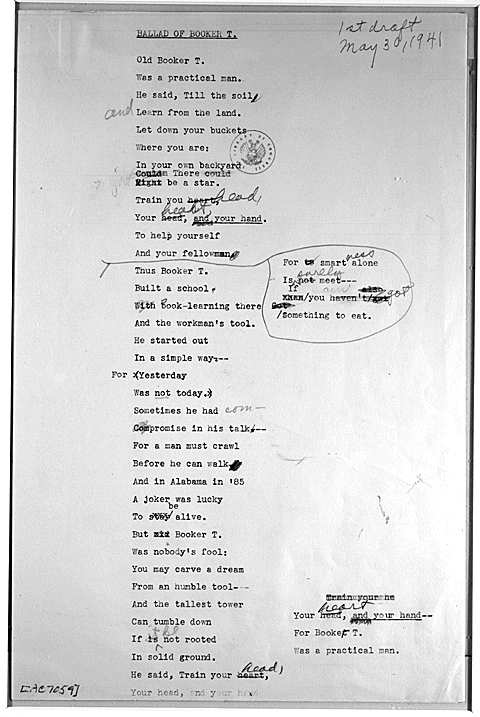 BALLAD OF BOOKER T.
1st draft
May 30, 1941
Old Booker T.
Was a practical man.
He said, Till the soil,
and Learn from the land.
Let down your buckets
Where you are:
In your own backyard
Could There could
Might be a star.
Train you heart, head,
Your head, heart, and your hand.
To help yourself
And your fellowman,
For smartness alone
Is not surely meet---
If
you haven't got
Something to eat.
Thus Booker T.
Built a school,
With book-learning there
And the workman's tool.
He started out
In a simple way---
For (Yesterday
Was not today.)
Sometimes he had com-
Compromise in his talk,--
For a man must crawl
Before he can walk
And in Alabama in '85
A joker was lucky
To stay be alive.
But Booker T.
Was nobody's fool:
You may carve a dream
From an humble tool---
And the tallest tower
Can tumble down
If is the not rooted
In solid ground.
He said, Train your heart, head,
Your head, and your hand
Train your he
Your head, heart, and your hand--
For Booker T.
Was a practical man.
LIBRARY OF CONGRESS
[-AC7059]